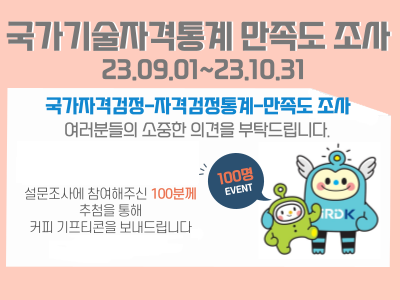 국가기술자격통계 만족도 조사
23.09.01~23.10.31
국가자격검정-자격검정통계-만족도 조사
여러분들의 소중한 의견을 부탁드립니다.
100명
EVENT
설문조사에 참여해주신 100분께
추첨을 통해
커피 기프티콘을 보내드립니다
HRDK